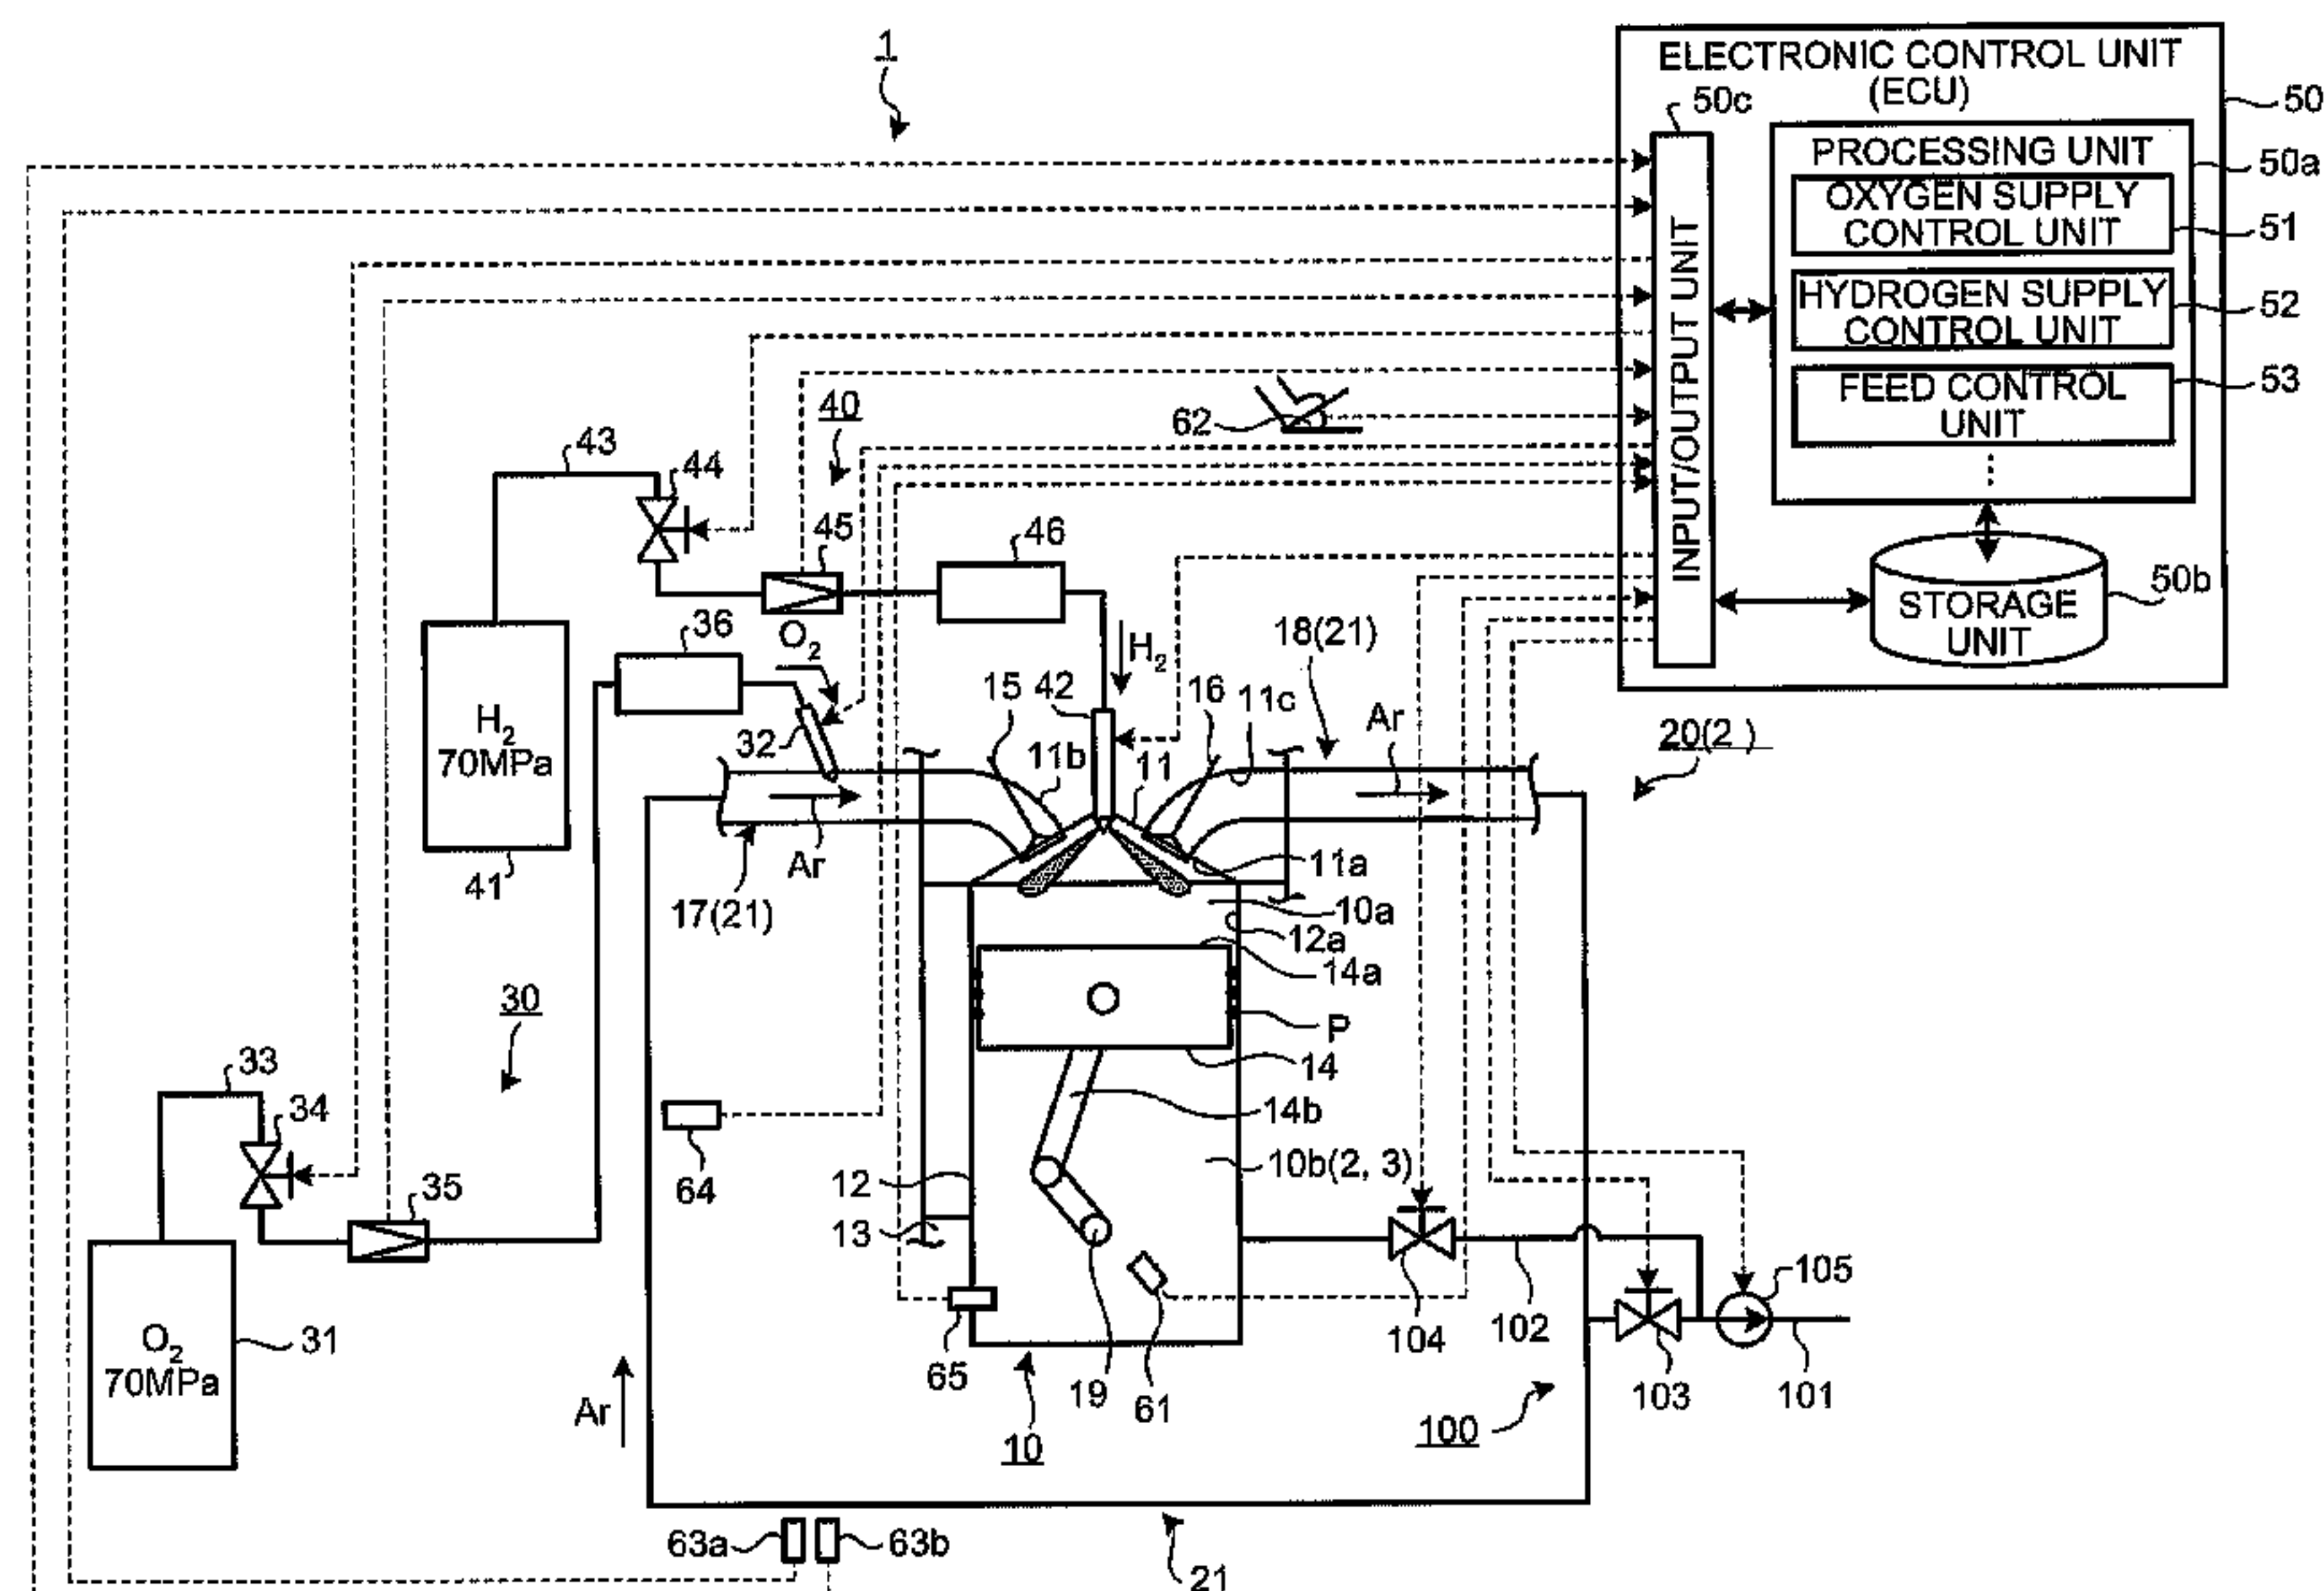 1
ELECTRONIC CONTROL UNIT
(ECU)
50
50c
PROCESSING UNIT
50a
OXYGEN SUPPLY
CONTROL UNIT
51
HYDROGEN SUPPLY
CONTROL UNIT
52
FEED CONTROL
UNIT
53
INPUT/OUTPUT UNIT
STORAGE
UNIT
50b
40
62
43
44
45
46
36
O2
H2
18(21)
15
42
16
11c
Ar
20(2 )
H2
70MPa
41
32
11b
11
Ar
11a
17(21)
10a
12a
14a
30
P
14
33
34
14b
64
10b(2, 3)
35
12
13
105
O2
70MPa
31
104
102
65
19
61
103
101
Ar
10
100
63a
63b
21